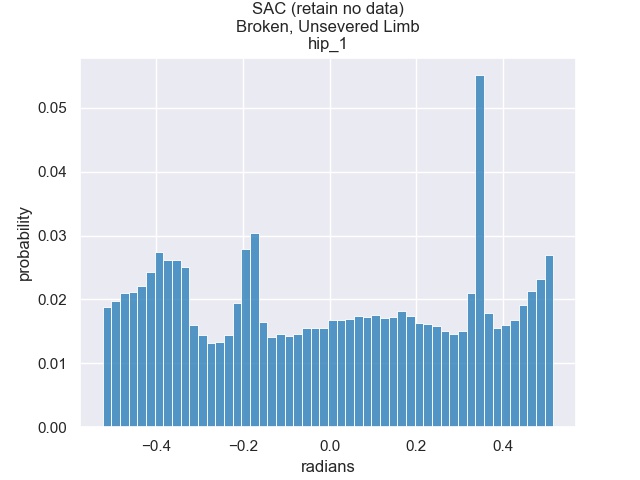 SAC (retain no data)
Broken, Unsevered Limb
hip_1
probability
0.05
0.04
0.03
0.02
0.01
0.00
−0.4 −0.2 0.0 0.2 0.4
radians